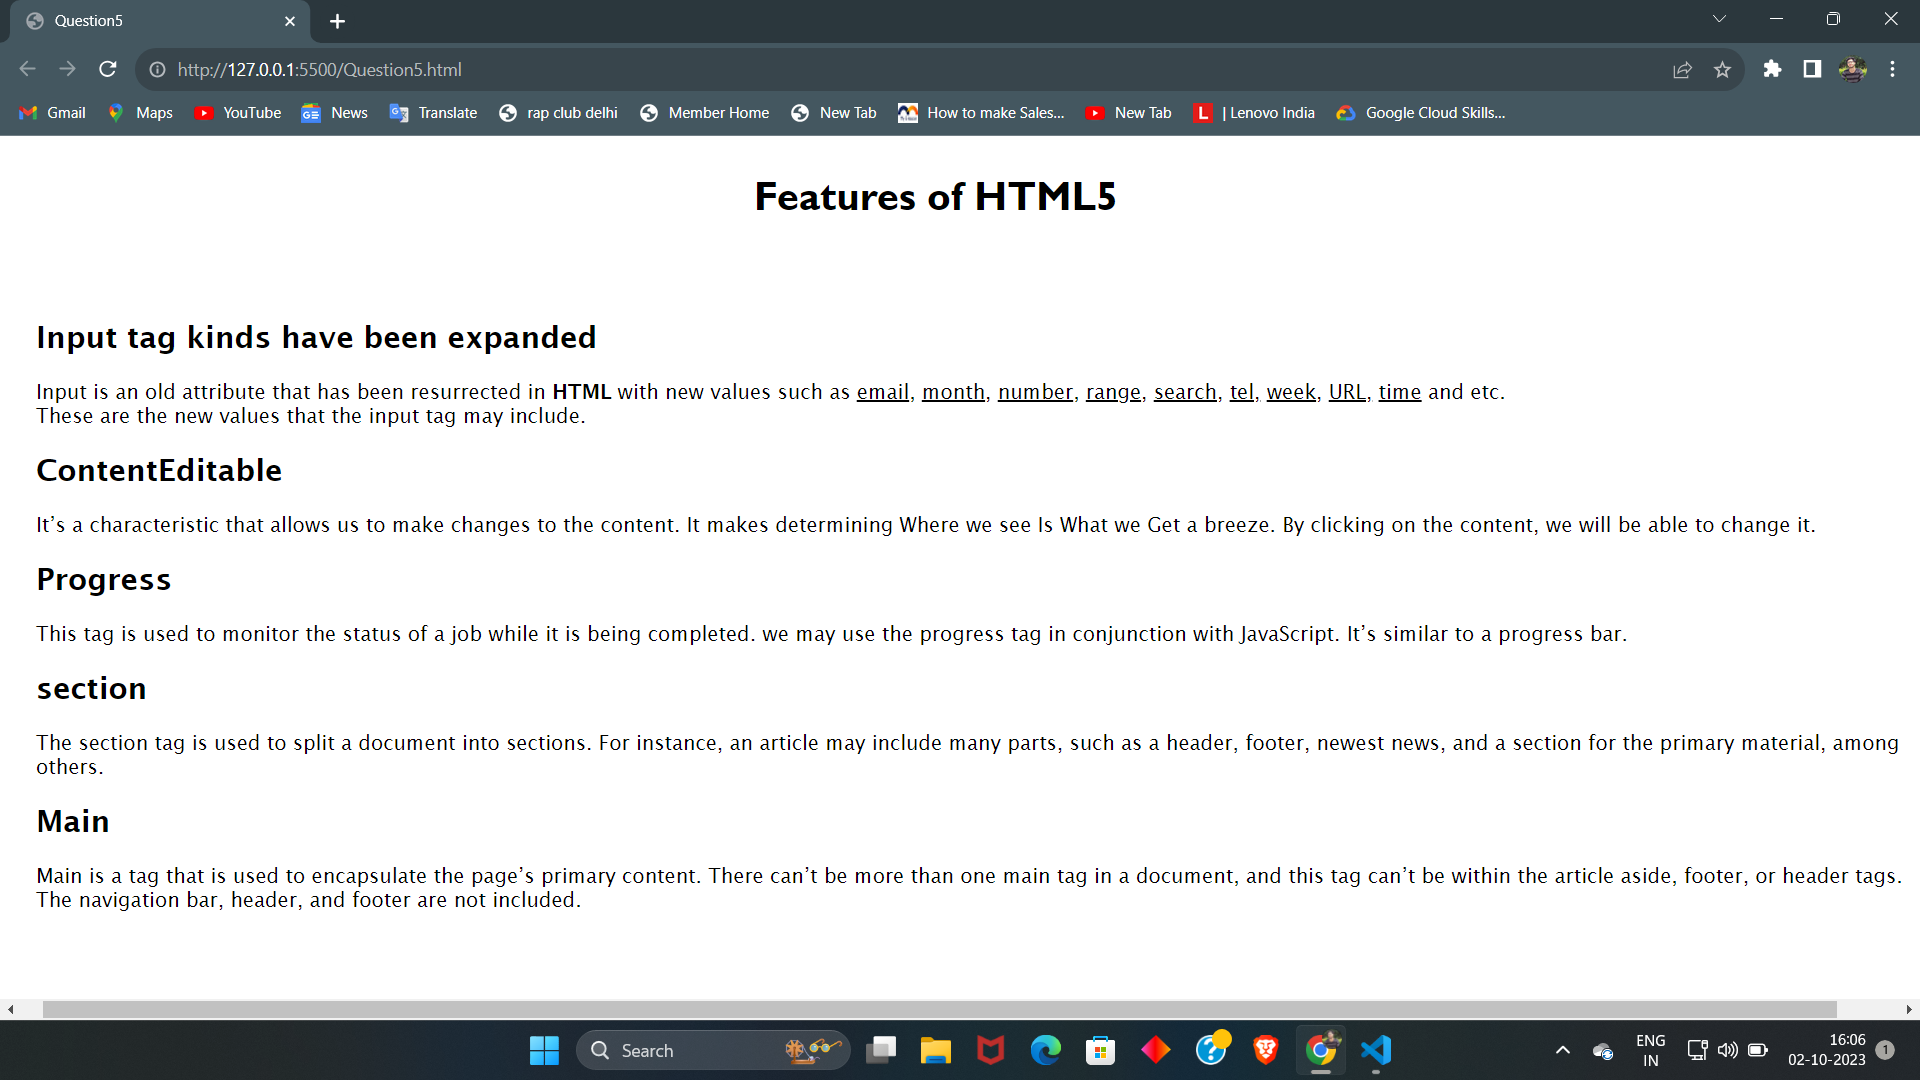 Question5
http://127.0.0.1:5500/Question5.html
Gmail Maps YouTube News Translate rap club delhi Member Home New Tab How to make Sales... New Tab L | Lenovo India Google Cloud Skills...
Features of HTML5
Input tag kinds have been expanded
Input is an old attribute that has been resurrected in HTML with new values such as email, month, number, range, search, tel, week, URL, time and etc.
These are the new values that the input tag may include.
ContentEditable
It’s a characteristic that allows us to make changes to the content. It makes determining Where we see Is What we Get a breeze. By clicking on the content, we will be able to change it.
Progress
This tag is used to monitor the status of a job while it is being completed. we may use the progress tag in conjunction with JavaScript. It’s similar to a progress bar.
section
The section tag is used to split a document into sections. For instance, an article may include many parts, such as a header, footer, newest news, and a section for the primary material, among
others.
Main
Main is a tag that is used to encapsulate the page’s primary content. There can’t be more than one main tag in a document, and this tag can’t be within the article aside, footer, or header tags.
The navigation bar, header, and footer are not included.
Search
ENG
IN
16:06
02-10-2023
1